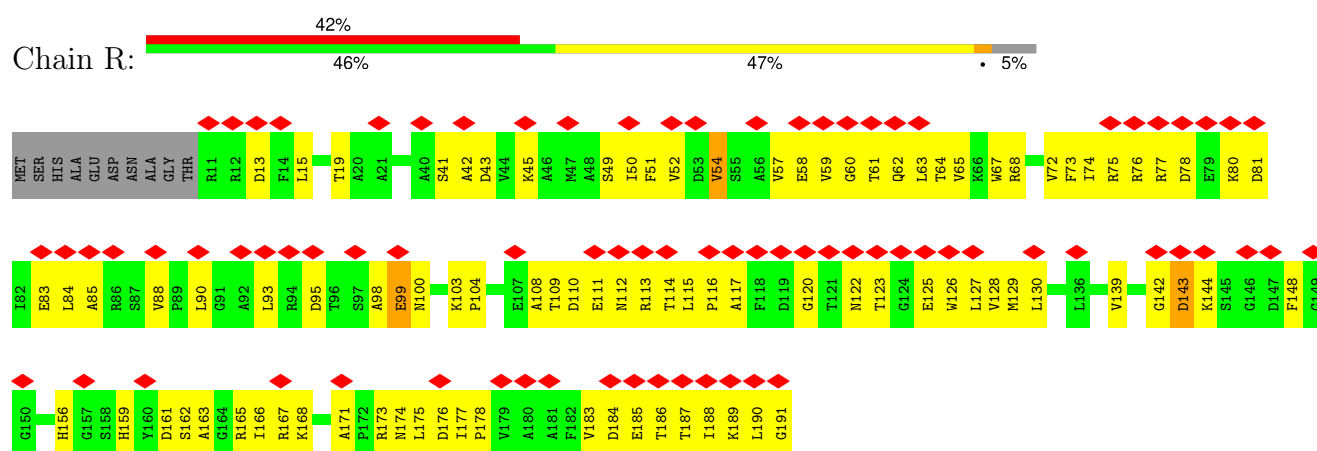 42%
Chain R:
46% 47% • 5%
MET SER HIS ALA GLU ASP ASN ALA GLY THR R11 R12 D13 F14 L15 T19 A20 A21 A40 S41 A42 D43 V44 K45 A46 M47 A48 S49 I50 F51 V52 D53 V54 S55 A56 V57 E58 V59 G60 T61 Q62 L63 T64 V65 K66 W67 R68 V72 F73 I74 R75 R76 R77 D78 E79 K80 D81
I82 E83 L84 A85 R86 S87 V88 P89 L90 G91 A92 L93 R94 D95 T96 S97 A98 E99 N100 K103 P104 E107 A108 T109 D110 E111 N112 R113 T114 L115 P116 A117 F118 D119 G120 T121 N122 T123 G124 E125 W126 L127 V128 M129 L130 L136 V139 G142 D143 K144 S145 G146 D147 F148 G149
G150 H156 G157 S158 H159 Y160 D161 S162 A163 G164 R165 I166 R167 K168 A171 P172 R173 N174 L175 D176 I177 P178 V179 A180 A181 F182 V183 D184 E185 T186 T187 I188 K189 L190 G191